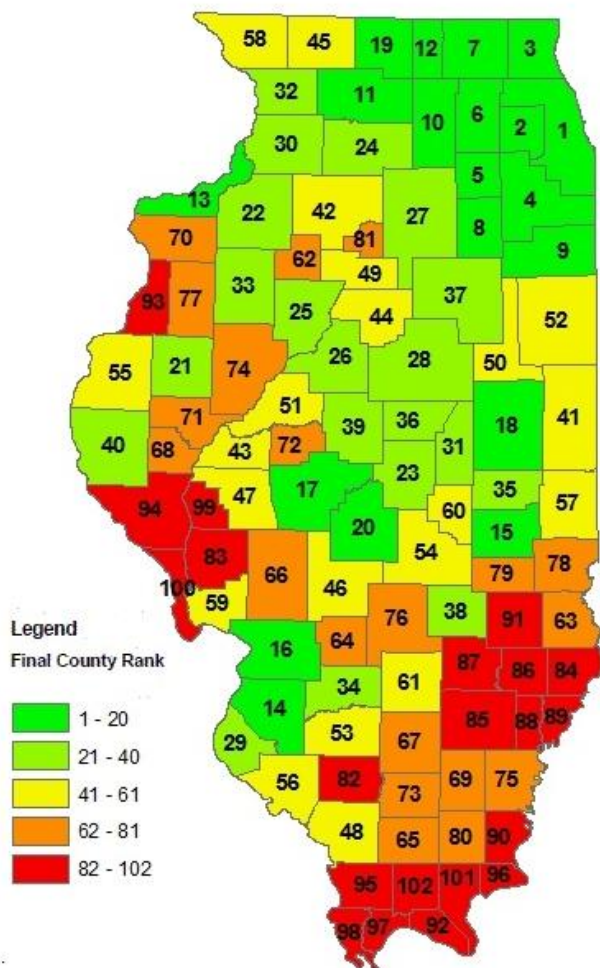 58 45 19 12 7 3
32 11 10 6 2 1
30 24 5
13 22 42 27 8 4
70 62 81 9
93 77 33 49 37
25 44 52
55 21 74 26 28 50
51 41
40 71 39 36 31 18
68 43 72 23
94 99 47 17 35 57
20 60 15
83 66 54 78
100 59 46 76 79
Legend
Final County Rank
1 - 20
21 - 40
41 - 61
62 - 81
82 - 102
16 64 38 91 63
34 61 87 86 84
14 53 85 88 89
29 67
56 82 69 75
73
48 65 80 90
95 102 101 96
98 97 92